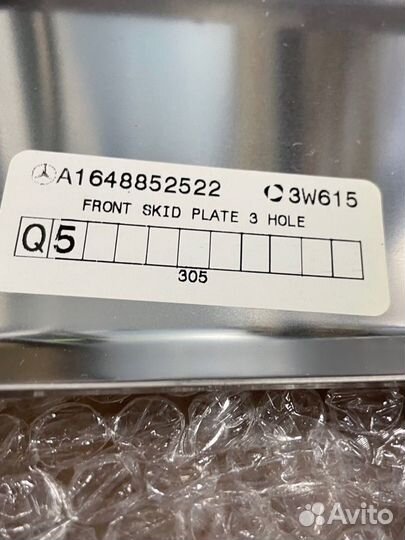 A1648852522 3W615
FRONT SKID PLATE 3 HOLE
Q5
305
Avito